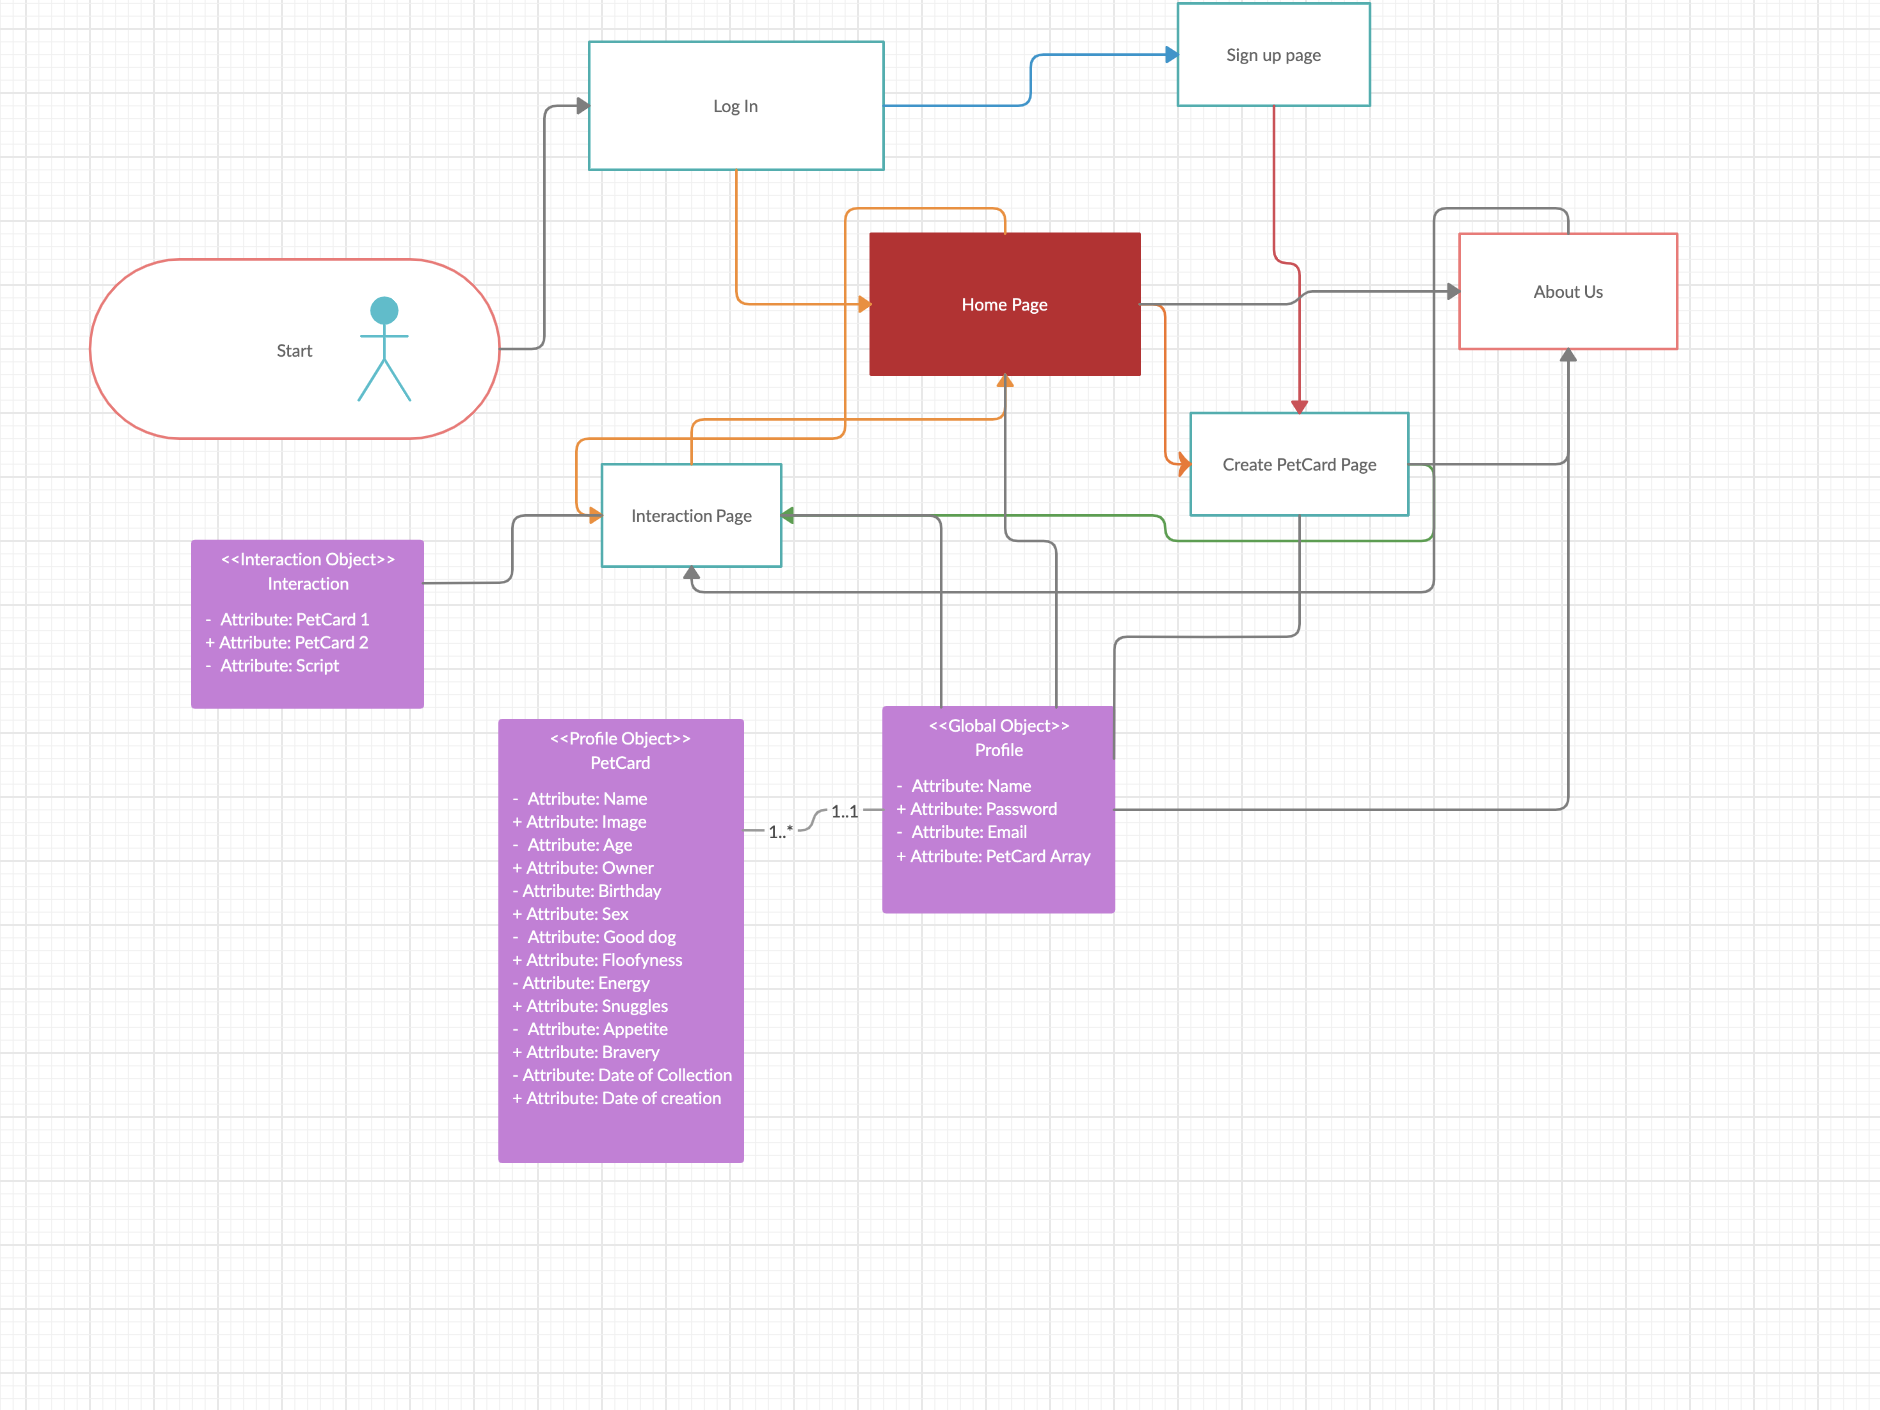 Sign up page
Log In
Home Page
About Us
Start
Create PetCard Page
Interaction Page
<<Interaction Object>>
Interaction
- Attribute: PetCard 1
+ Attribute: PetCard 2
- Attribute: Script
<<Profile Object>>
PetCard
- Attribute: Name
+ Attribute: Image
- Attribute: Age
+ Attribute: Owner
- Attribute: Birthday
+ Attribute: Sex
- Attribute: Good dog
+ Attribute: Floofyness
- Attribute: Energy
+ Attribute: Snuggles
- Attribute: Appetite
+ Attribute: Bravery
- Attribute: Date of Collection
+ Attribute: Date of creation
1..*
1..1
<<Global Object>>
Profile
- Attribute: Name
+ Attribute: Password
- Attribute: Email
+ Attribute: PetCard Array